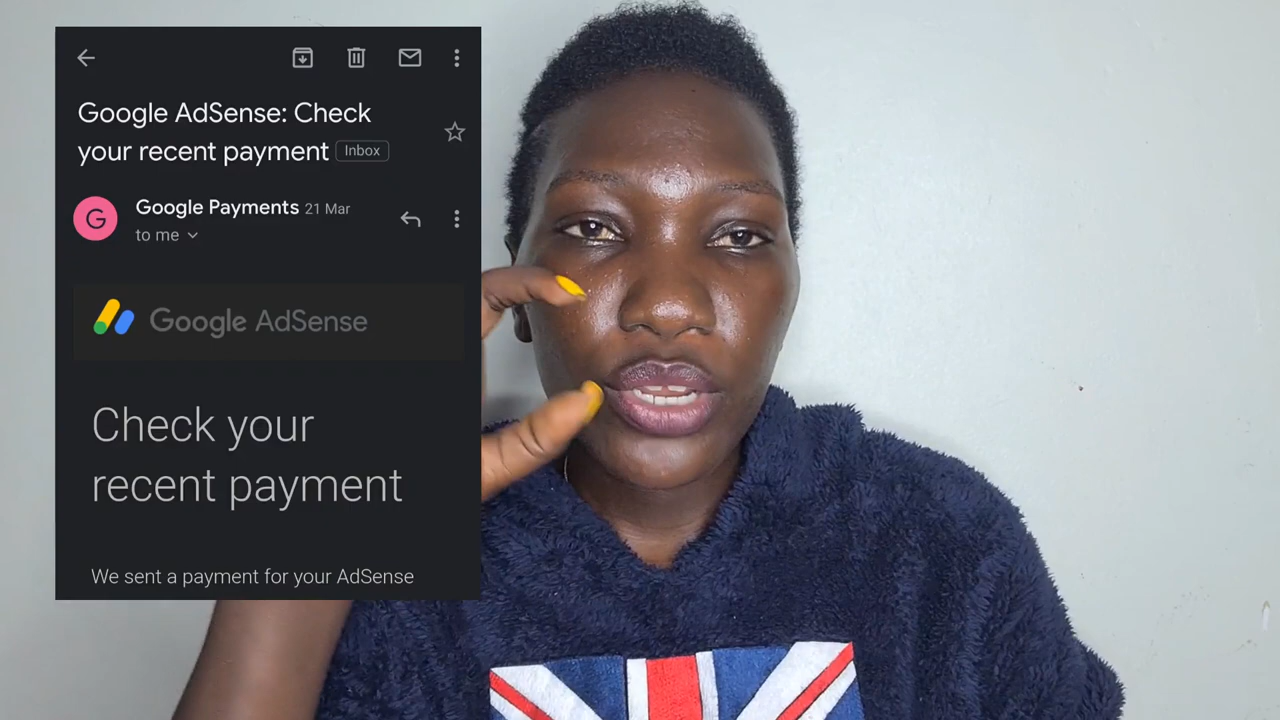 Google AdSense: Check
your recent payment Inbox
G
Google Payments 21 Mar
to me
Google AdSense
Check your
recent payment
We sent a payment for your AdSense